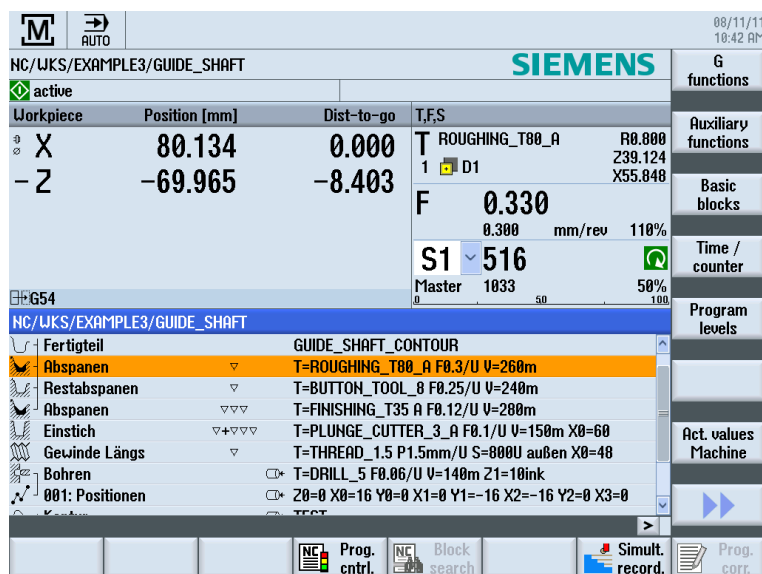 M
AUTO
08/11/11
10:42 AM
NC/WKS/EXAMPLE3/GUIDE_SHAFT
SIEMENS
G functions
active
Workpiece Position [mm] Dist-to-go T,F,S
X 80.134 0.000
T ROUGHING_T80_A R0.800
Auxiliary functions
1 D1 Z39.124
X55.848
-Z -69.965 -8.403
Basic blocks
F 0.330
0.300 mm/rev 110%
S1 516
Time / counter
Master 1033 50%
0 50 100
G54
Program levels
NC/WKS/EXAMPLE3/GUIDE_SHAFT
Fertigteil GUIDE_SHAFT_CONTOUR
Abspanen ▽ T=ROUGHING_T80_A F0.3/U V=260m
Restabspanen ▽ T=BUTTON_TOOL_8 F0.25/U V=240m
Abspanen ▽▽▽ T=FINISHING_T35 A F0.12/U V=280m
Einstich ▽+▽▽▽ T=PLUNGE_CUTTER_3_A F0.1/U V=150m X0=60
Act. values Machine
Gewinde Längs ▽ T=THREAD_1.5 P1.5mm/U S=800U außen X0=48
Bohren T=DRILL_5 F0.06/U V=140m Z1=10ink
001: Positionen Z0=0 X0=16 Y0=0 X1=0 Y1=-16 X2=-16 Y2=0 X3=0
NC Prog. cntrl.
NC Block search
Simult. record.
Prog. corr.